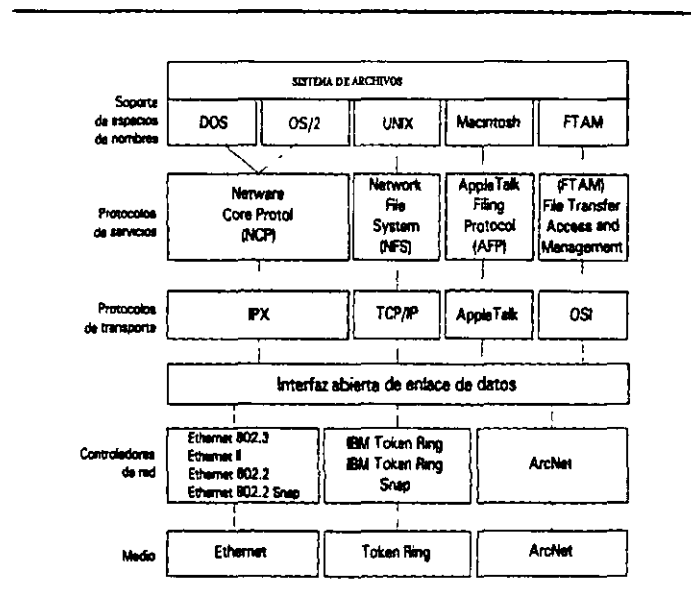 SISTEMA DE ARCHIVOS
Soporte
de espacios
de nombres
DOS
OS/2
UNIX
Macintosh
FTAM
Protocolos
de servicios
Netware
Core Protol
(NCP)
Network
File
System
(NFS)
AppleTalk
Filing
Protocol
(AFP)
(FTAM)
File Transfer
Access and
Management
Protocolos
de transporte
IPX
TCP/IP
AppleTalk
OSI
Interfaz abierta de enlace de datos
Controladores
de red
Ethernet 802.3
Ethernet II
Ethernet 802.2
Ethernet 802.2 Snap
IBM Token Ring
IBM Token Ring
Snap
ArcNet
Medio
Ethernet
Token Ring
ArcNet